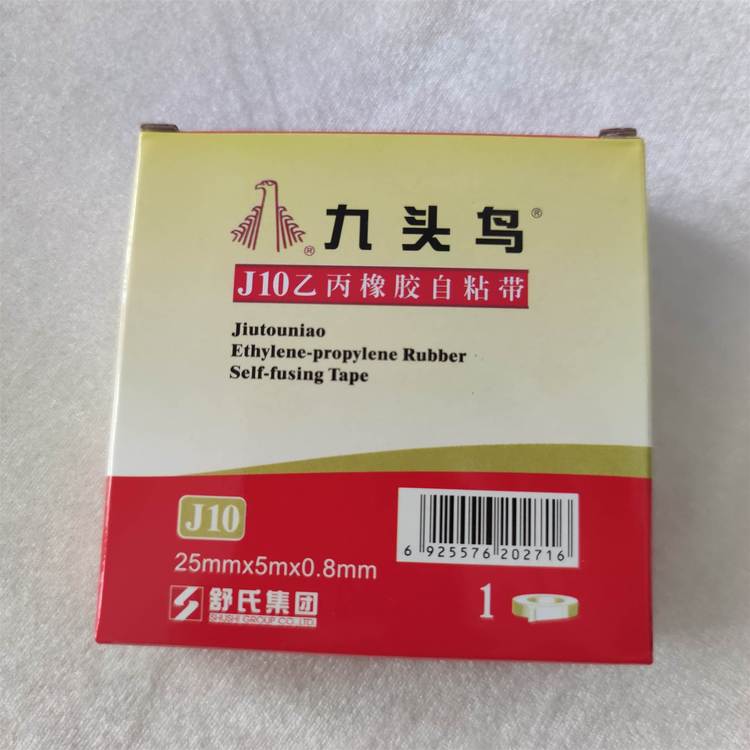 九头鸟®
®
J10乙丙橡胶自粘带
Jiutouniao
Ethylene-propylene Rubber
Self-fusing Tape
J10
25mmx5mx0.8mm
舒氏集团
SHUSHI GROUP CO., LTD.
6 925576 202716
1